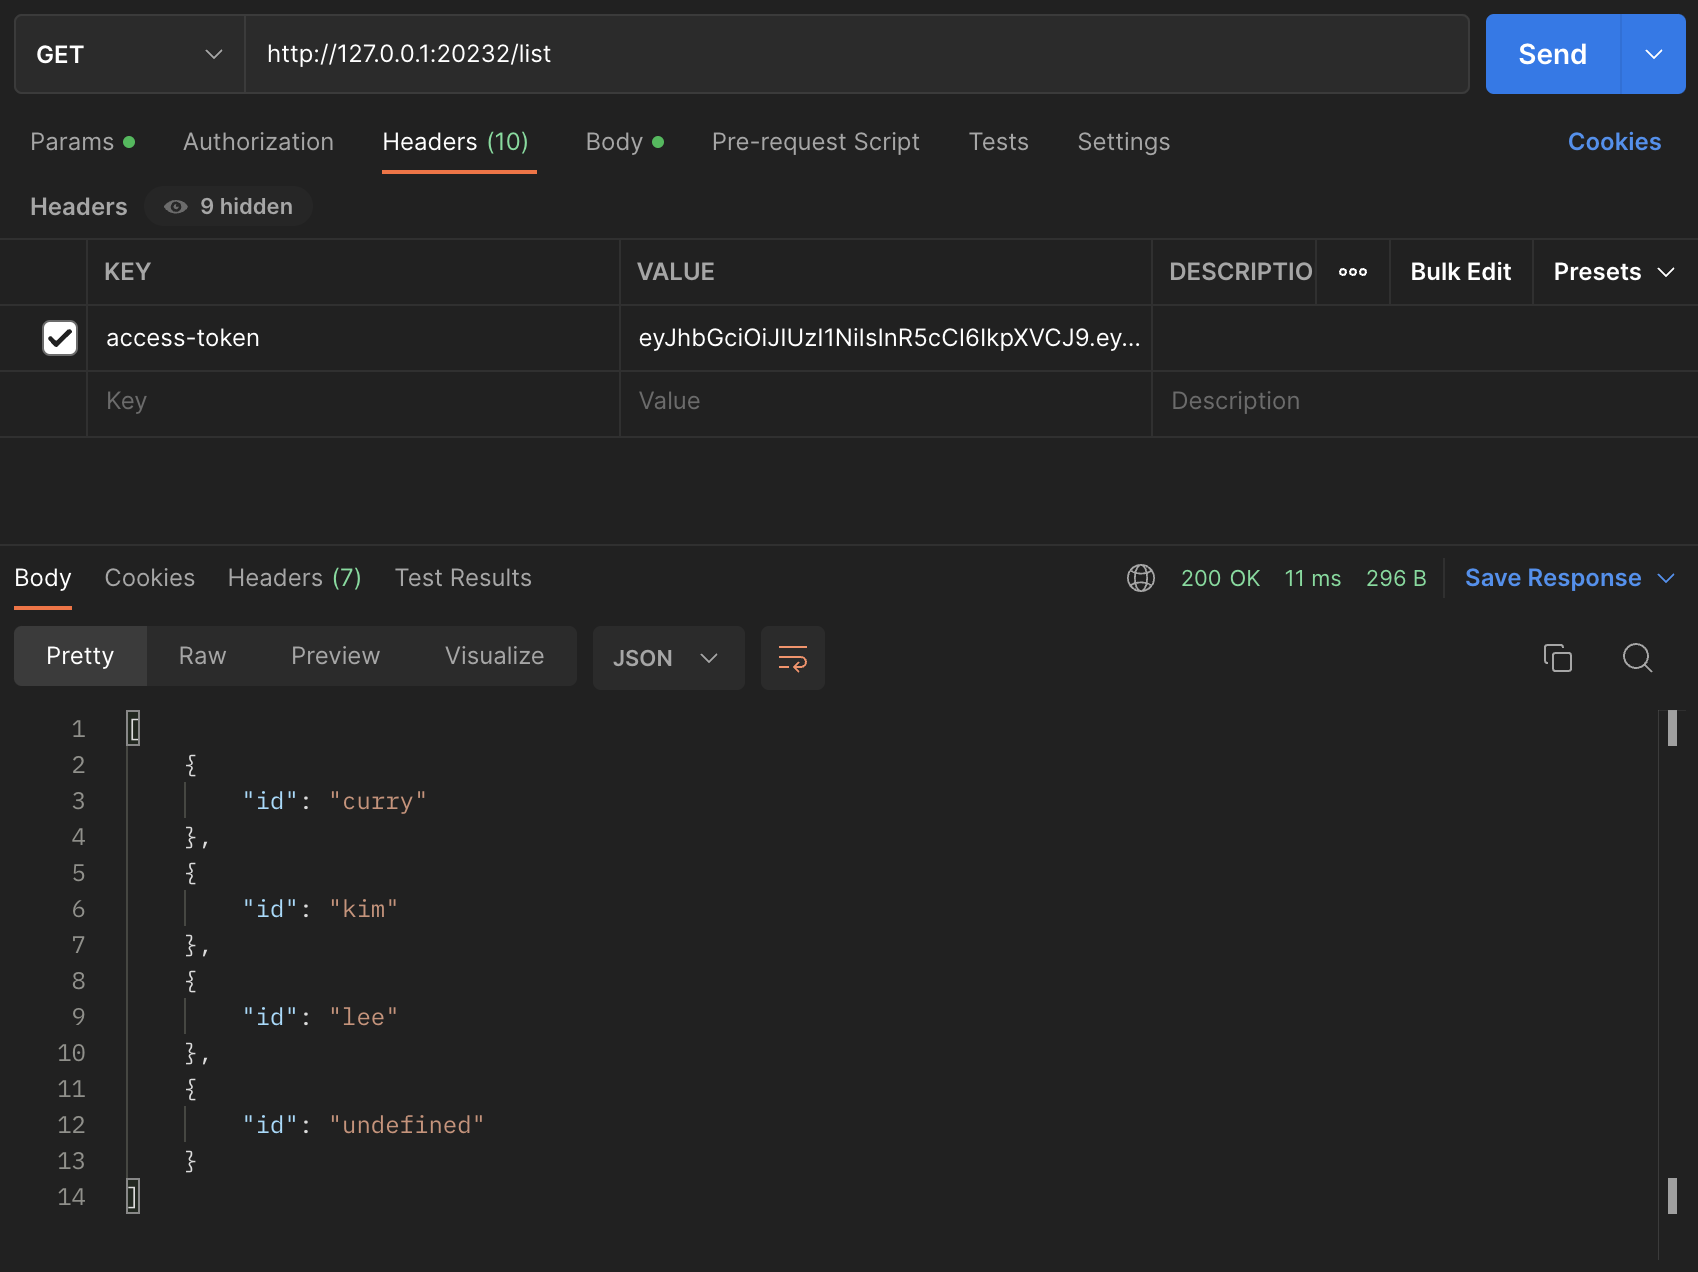 GET http://127.0.0.1:20232/list Send
Params Authorization Headers (10) Body Pre-request Script Tests Settings Cookies
Headers 9 hidden
KEY VALUE DESCRIPTIO ooo Bulk Edit Presets
access-token eyJhbGciOiJIUzI1NiIsInR5cCI6IkpXVCJ9.ey...
Key Value Description
Body Cookies Headers (7) Test Results 200 OK 11 ms 296 B Save Response
Pretty Raw Preview Visualize JSON
1 [
2 {
3 "id": "curry"
4 },
5 {
6 "id": "kim"
7 },
8 {
9 "id": "lee"
10 },
11 {
12 "id": "undefined"
13 }
14 ]